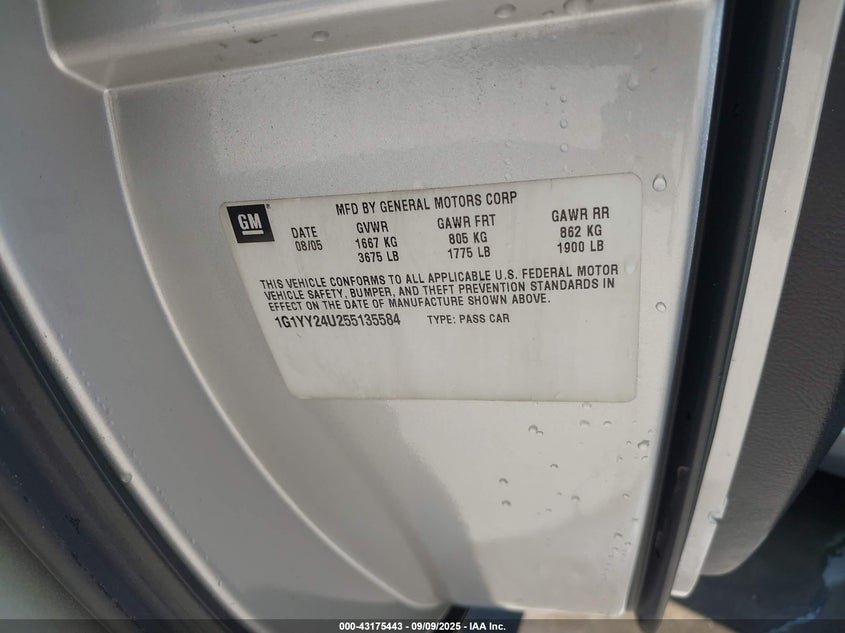 MFD BY GENERAL MOTORS CORP
GM®
DATE GVWR GAWR FRT GAWR RR
08/05 1667 KG 805 KG 862 KG
3675 LB 1775 LB 1900 LB
THIS VEHICLE CONFORMS TO ALL APPLICABLE U.S. FEDERAL MOTOR
VEHICLE SAFETY, BUMPER, AND THEFT PREVENTION STANDARDS IN
EFFECT ON THE DATE OF MANUFACTURE SHOWN ABOVE.
1G1YY24U255135584 TYPE: PASS CAR
000-43175443 - 09/09/2025 - IAA Inc.